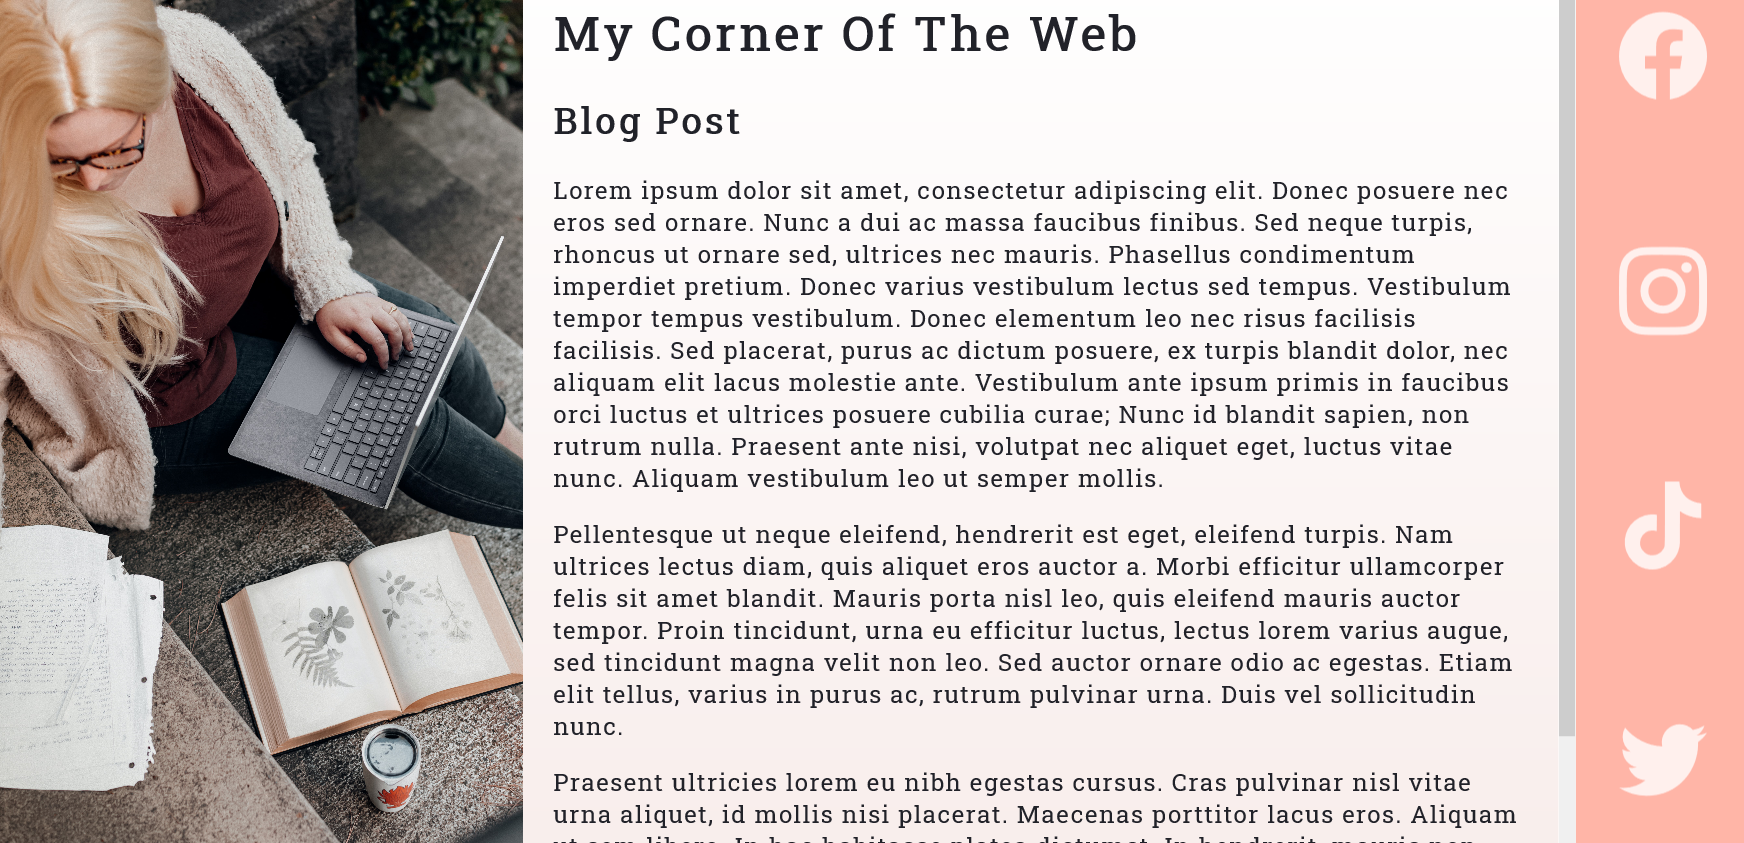 My Corner Of The Web
Blog Post
Lorem ipsum dolor sit amet, consectetur adipiscing elit. Donec posuere nec
eros sed ornare. Nunc a dui ac massa faucibus finibus. Sed neque turpis,
rhoncus ut ornare sed, ultrices nec mauris. Phasellus condimentum
imperdiet pretium. Donec varius vestibulum lectus sed tempus. Vestibulum
tempor tempus vestibulum. Donec elementum leo nec risus facilisis
facilisis. Sed placerat, purus ac dictum posuere, ex turpis blandit dolor, nec
aliquam elit lacus molestie ante. Vestibulum ante ipsum primis in faucibus
orci luctus et ultrices posuere cubilia curae; Nunc id blandit sapien, non
rutrum nulla. Praesent ante nisi, volutpat nec aliquet eget, luctus vitae
nunc. Aliquam vestibulum leo ut semper mollis.
Pellentesque ut neque eleifend, hendrerit est eget, eleifend turpis. Nam
ultrices lectus diam, quis aliquet eros auctor a. Morbi efficitur ullamcorper
felis sit amet blandit. Mauris porta nisl leo, quis eleifend mauris auctor
tempor. Proin tincidunt, urna eu efficitur luctus, lectus lorem varius augue,
sed tincidunt magna velit non leo. Sed auctor ornare odio ac egestas. Etiam
elit tellus, varius in purus ac, rutrum pulvinar urna. Duis vel sollicitudin
nunc.
Praesent ultricies lorem eu nibh egestas cursus. Cras pulvinar nisl vitae
urna aliquet, id mollis nisi placerat. Maecenas porttitor lacus eros. Aliquam